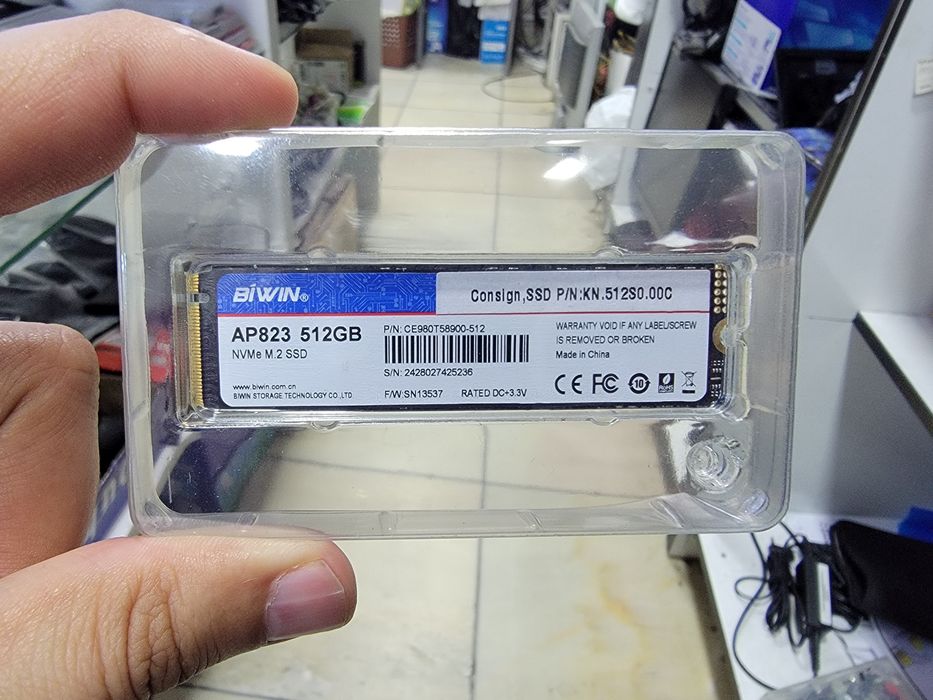 BIWIN®
Consign,SSD P/N:KN.512S0.00C
AP823 512GB
NVMe M.2 SSD
P/N: CE980T58900-512
S/N: 2428027425236
WARRANTY VOID IF ANY LABEL/SCREW
IS REMOVED OR BROKEN
Made in China
www.biwin.com.cn
BIWIN STORAGE TECHNOLOGY CO.,LTD.
F/W:SN13537
RATED DC+3.3V
CE FC 10 RoHS